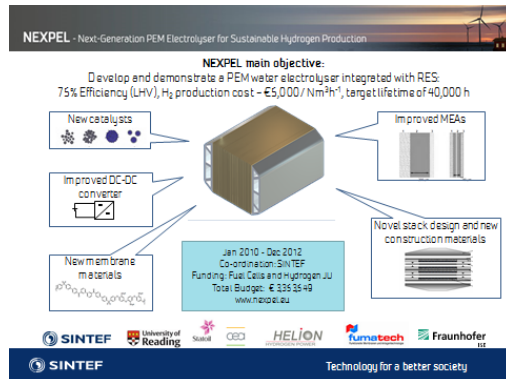 NEXPEL - Next-Generation PEM Electrolyser for Sustainable Hydrogen Production
NEXPEL main objective:
Develop and demonstrate a PEM water electrolyser integrated with RES:
75% Efficiency (LHV), H2 production cost ~ €5,000 / Nm3h-1, target lifetime of 40,000 h
New catalysts
Improved MEAs
Improved DC-DC
converter
Novel stack design and new
construction materials
New membrane
materials
Jan 2010 - Dec 2012
Co-ordination: SINTEF
Funding: Fuel Cells and Hydrogen JU
Total Budget: € 3,353,549
www.nexpel.eu
SINTEF
University of
Reading
Statoil
cea
HELION
HYDROGEN POWER
fumatech
Fraunhofer
ISE
SINTEF
Technology for a better society